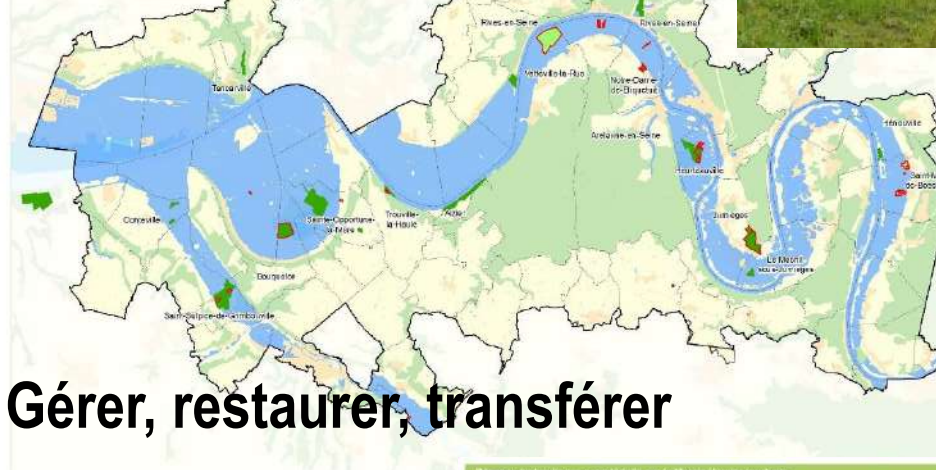 Rives-en-Seine
Rives-en-Seine
Tancarville
Vatteville-la-Rue
Notre-Dame-
de-Bliquetuit
Arelaune-en-Seine
Hénouville
Heurteauville
Conteville
Sainte-Opportune-
la-Mare
Trouville-
la-Haule
Aizier
Jumièges
Le Mesnil
sous-Jumièges
Bouquelon
Saint-Sulpice-de-Grimbouville
Gérer, restaurer, transférer